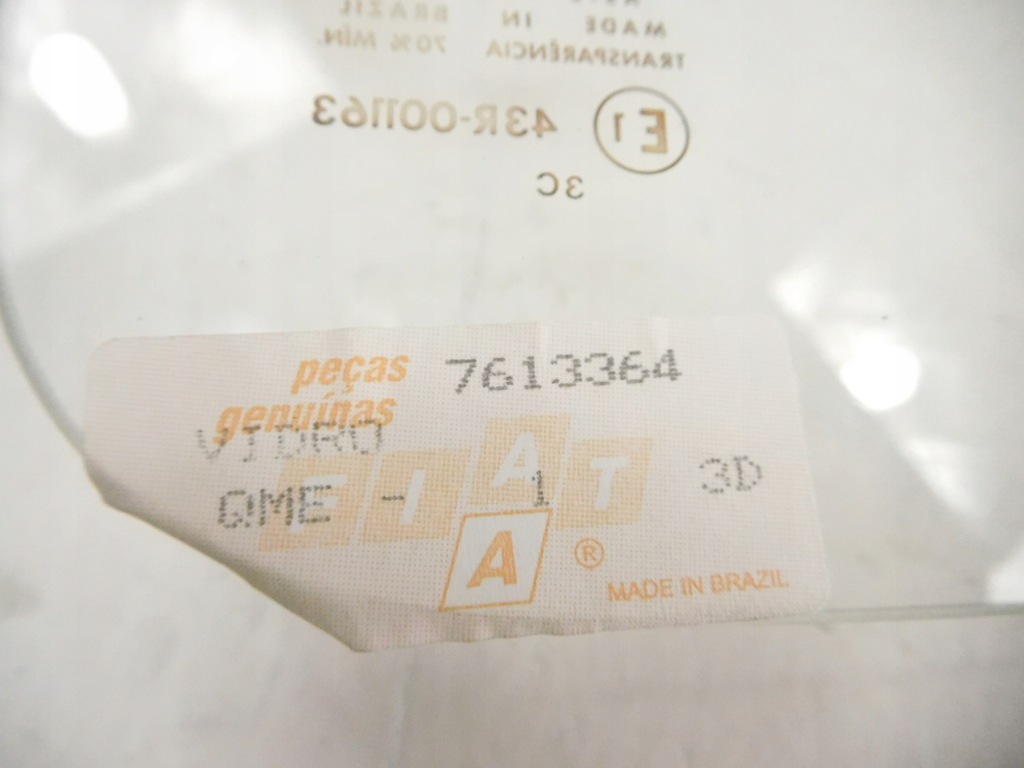 MADE IN BRAZIL
TRANSPARÊNCIA 70% MÍN.
E1 43R-001163
3C
peças 7613364
genuínas
VIDRO
FIAT
QME - 1 3D
A ®
MADE IN BRAZIL